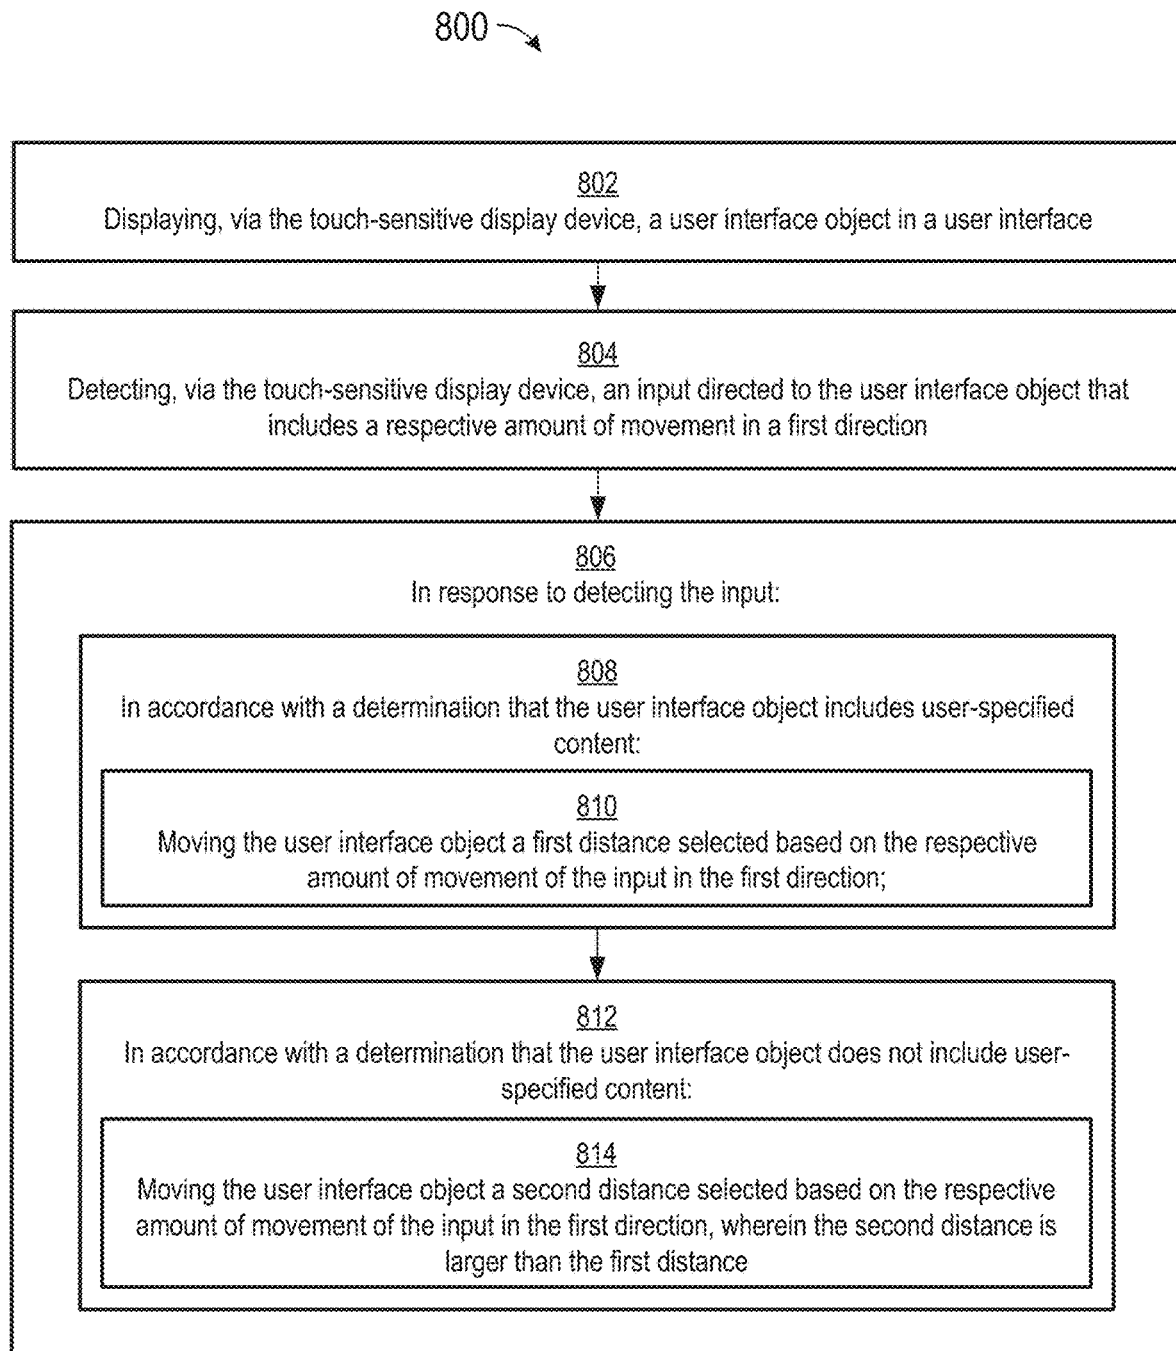 800
802
Displaying, via the touch-sensitive display device, a user interface object in a user interface
804
Detecting, via the touch-sensitive display device, an input directed to the user interface object that
includes a respective amount of movement in a first direction
806
In response to detecting the input:
808
In accordance with a determination that the user interface object includes user-specified
content:
810
Moving the user interface object a first distance selected based on the respective
amount of movement of the input in the first direction;
812
In accordance with a determination that the user interface object does not include user-
specified content:
814
Moving the user interface object a second distance selected based on the respective
amount of movement of the input in the first direction, wherein the second distance is
larger than the first distance